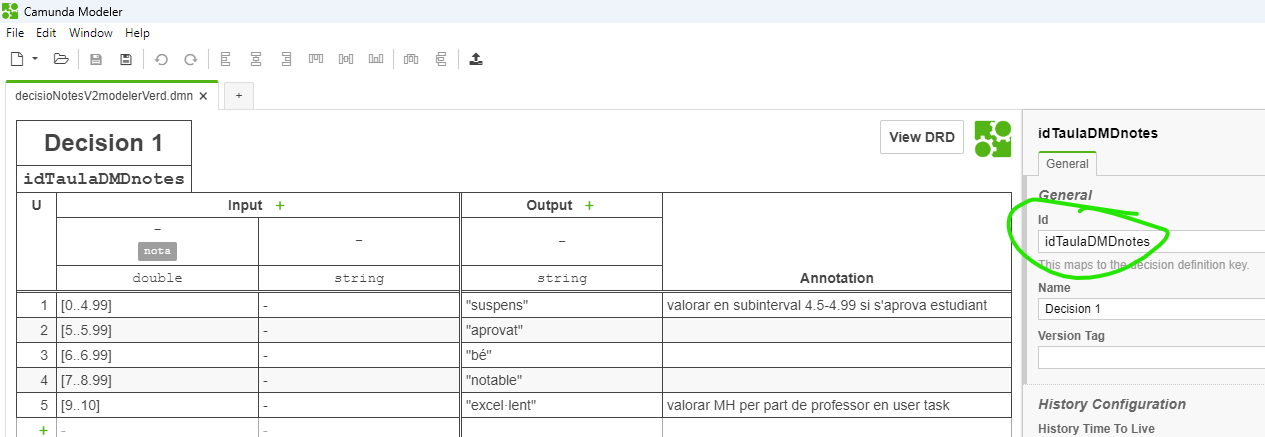 Camunda Modeler
File Edit Window Help
decisioNotesV2modelerVerd.dmn × +
Decision 1
idTaulaDMDnotes
View DRD
U Input + Output + Annotation
– – –
nota
double string string
1 [0..4.99] - "suspens" valorar en subinterval 4.5-4.99 si s'aprova estudiant
2 [5..5.99] - "aprovat"
3 [6..6.99] - "bé"
4 [7..8.99] - "notable"
5 [9..10] - "excel·lent" valorar MH per part de professor en user task
+ - -
idTaulaDMDnotes
General
General
Id
idTaulaDMDnotes
This maps to the decision definition key.
Name
Decision 1
Version Tag
History Configuration
History Time To Live